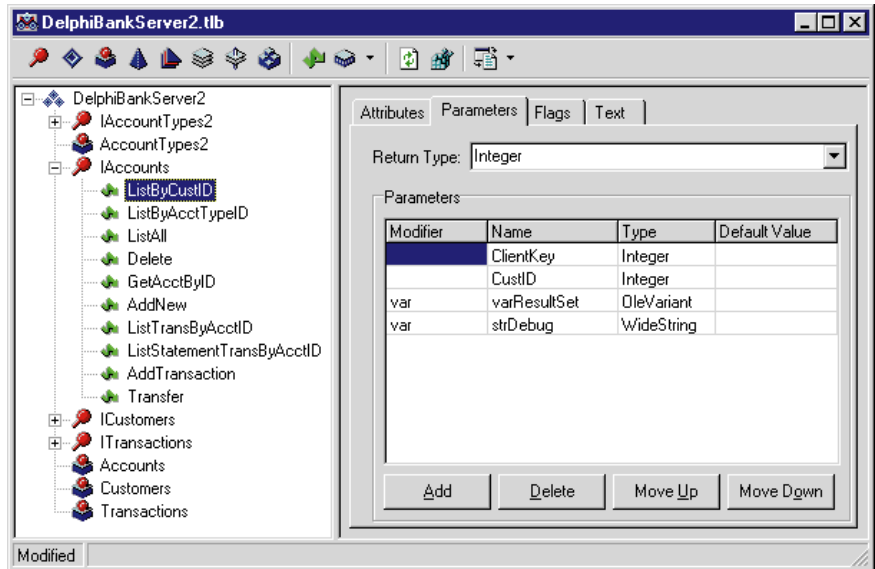 DelphiBankServer2.tlb
DelphiBankServer2
IAccountTypes2
AccountTypes2
IAccounts
ListByCustID
ListByAcctTypeID
ListAll
Delete
GetAcctByID
AddNew
ListTransByAcctID
ListStatementTransByAcctID
AddTransaction
Transfer
ICustomers
ITransactions
Accounts
Customers
Transactions
Attributes Parameters Flags Text
Return Type: Integer
Parameters
Modifier Name Type Default Value
ClientKey Integer
CustID Integer
var varResultSet OleVariant
var strDebug WideString
Add Delete Move Up Move Down
Modified